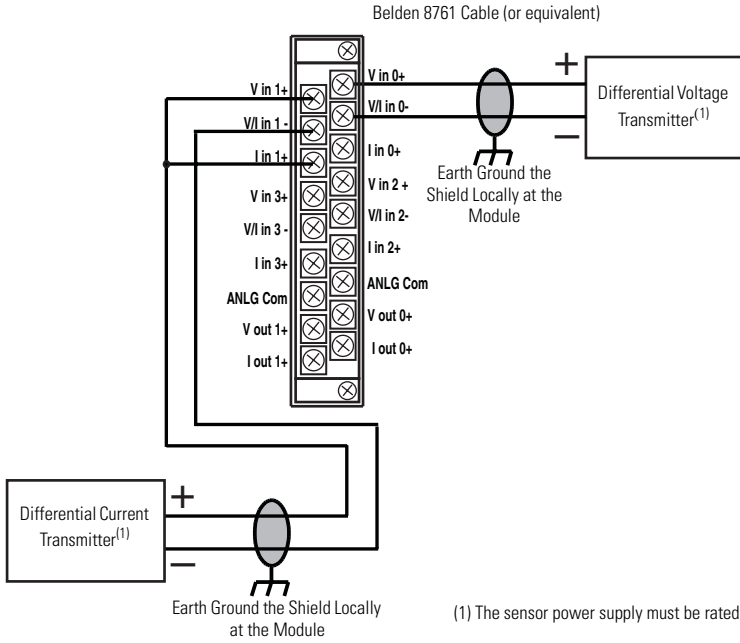 Belden 8761 Cable (or equivalent)
V in 1+
V/I in 1 -
I in 1+
V in 3+
V/I in 3 -
I in 3+
ANLG Com
V out 1+
I out 1+
V in 0+
V/I in 0-
I in 0+
V in 2 +
V/I in 2-
I in 2+
ANLG Com
V out 0+
I out 0+
+
Differential Voltage
Transmitter(1)
—
Earth Ground the
Shield Locally at the
Module
Differential Current
Transmitter(1)
+
—
Earth Ground the Shield Locally
at the Module
(1) The sensor power supply must be rated